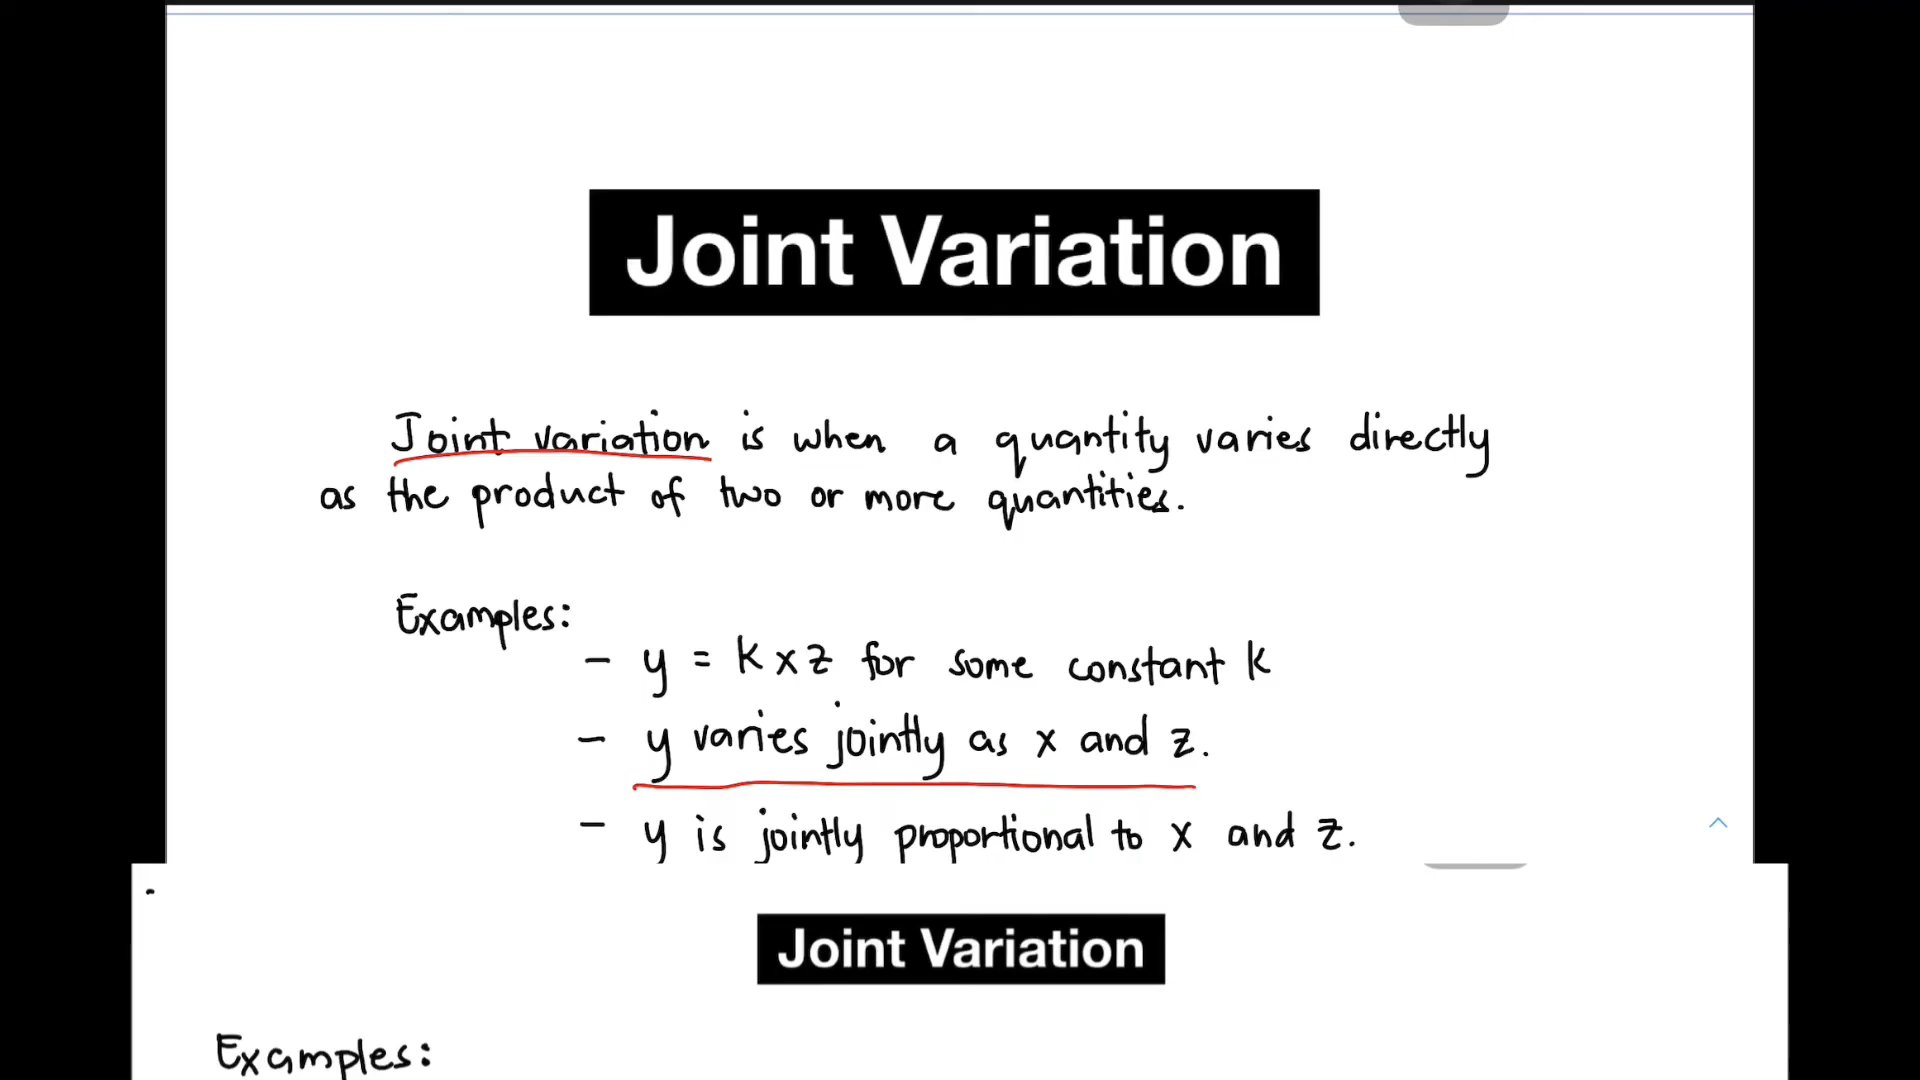 Joint Variation
Joint variation is when a quantity varies directly
as the product of two or more quantities.
Examples:
- y = kxz for some constant k
- y varies jointly as x and z.
- y is jointly proportional to x and z.
Joint Variation
Examples: